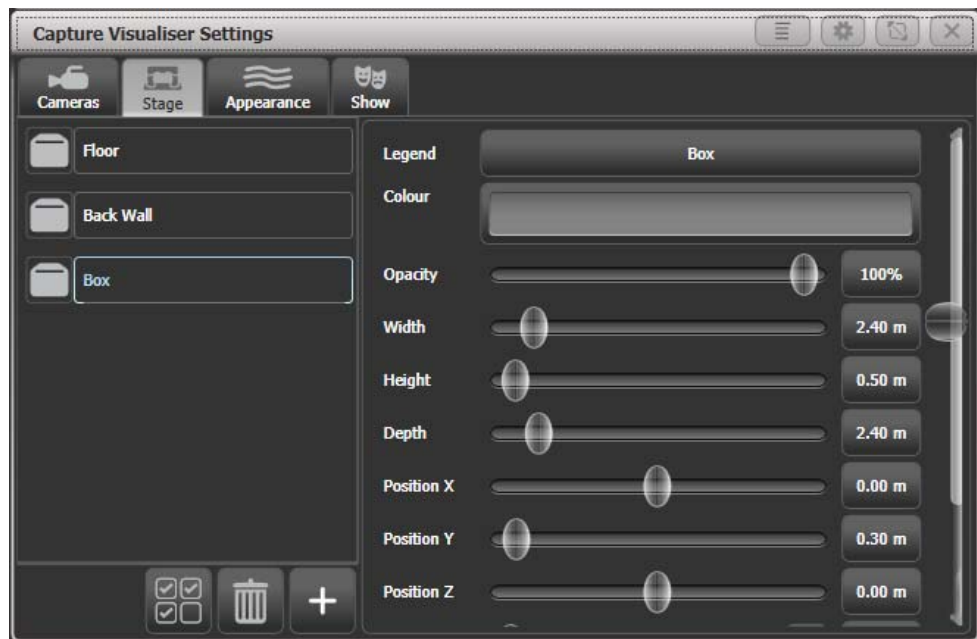 Capture Visualiser Settings
Cameras
Stage
Appearance
Show
Floor
Back Wall
Box
Legend Box
Colour
Opacity 100%
Width 2.40 m
Height 0.50 m
Depth 2.40 m
Position X 0.00 m
Position Y 0.30 m
Position Z 0.00 m